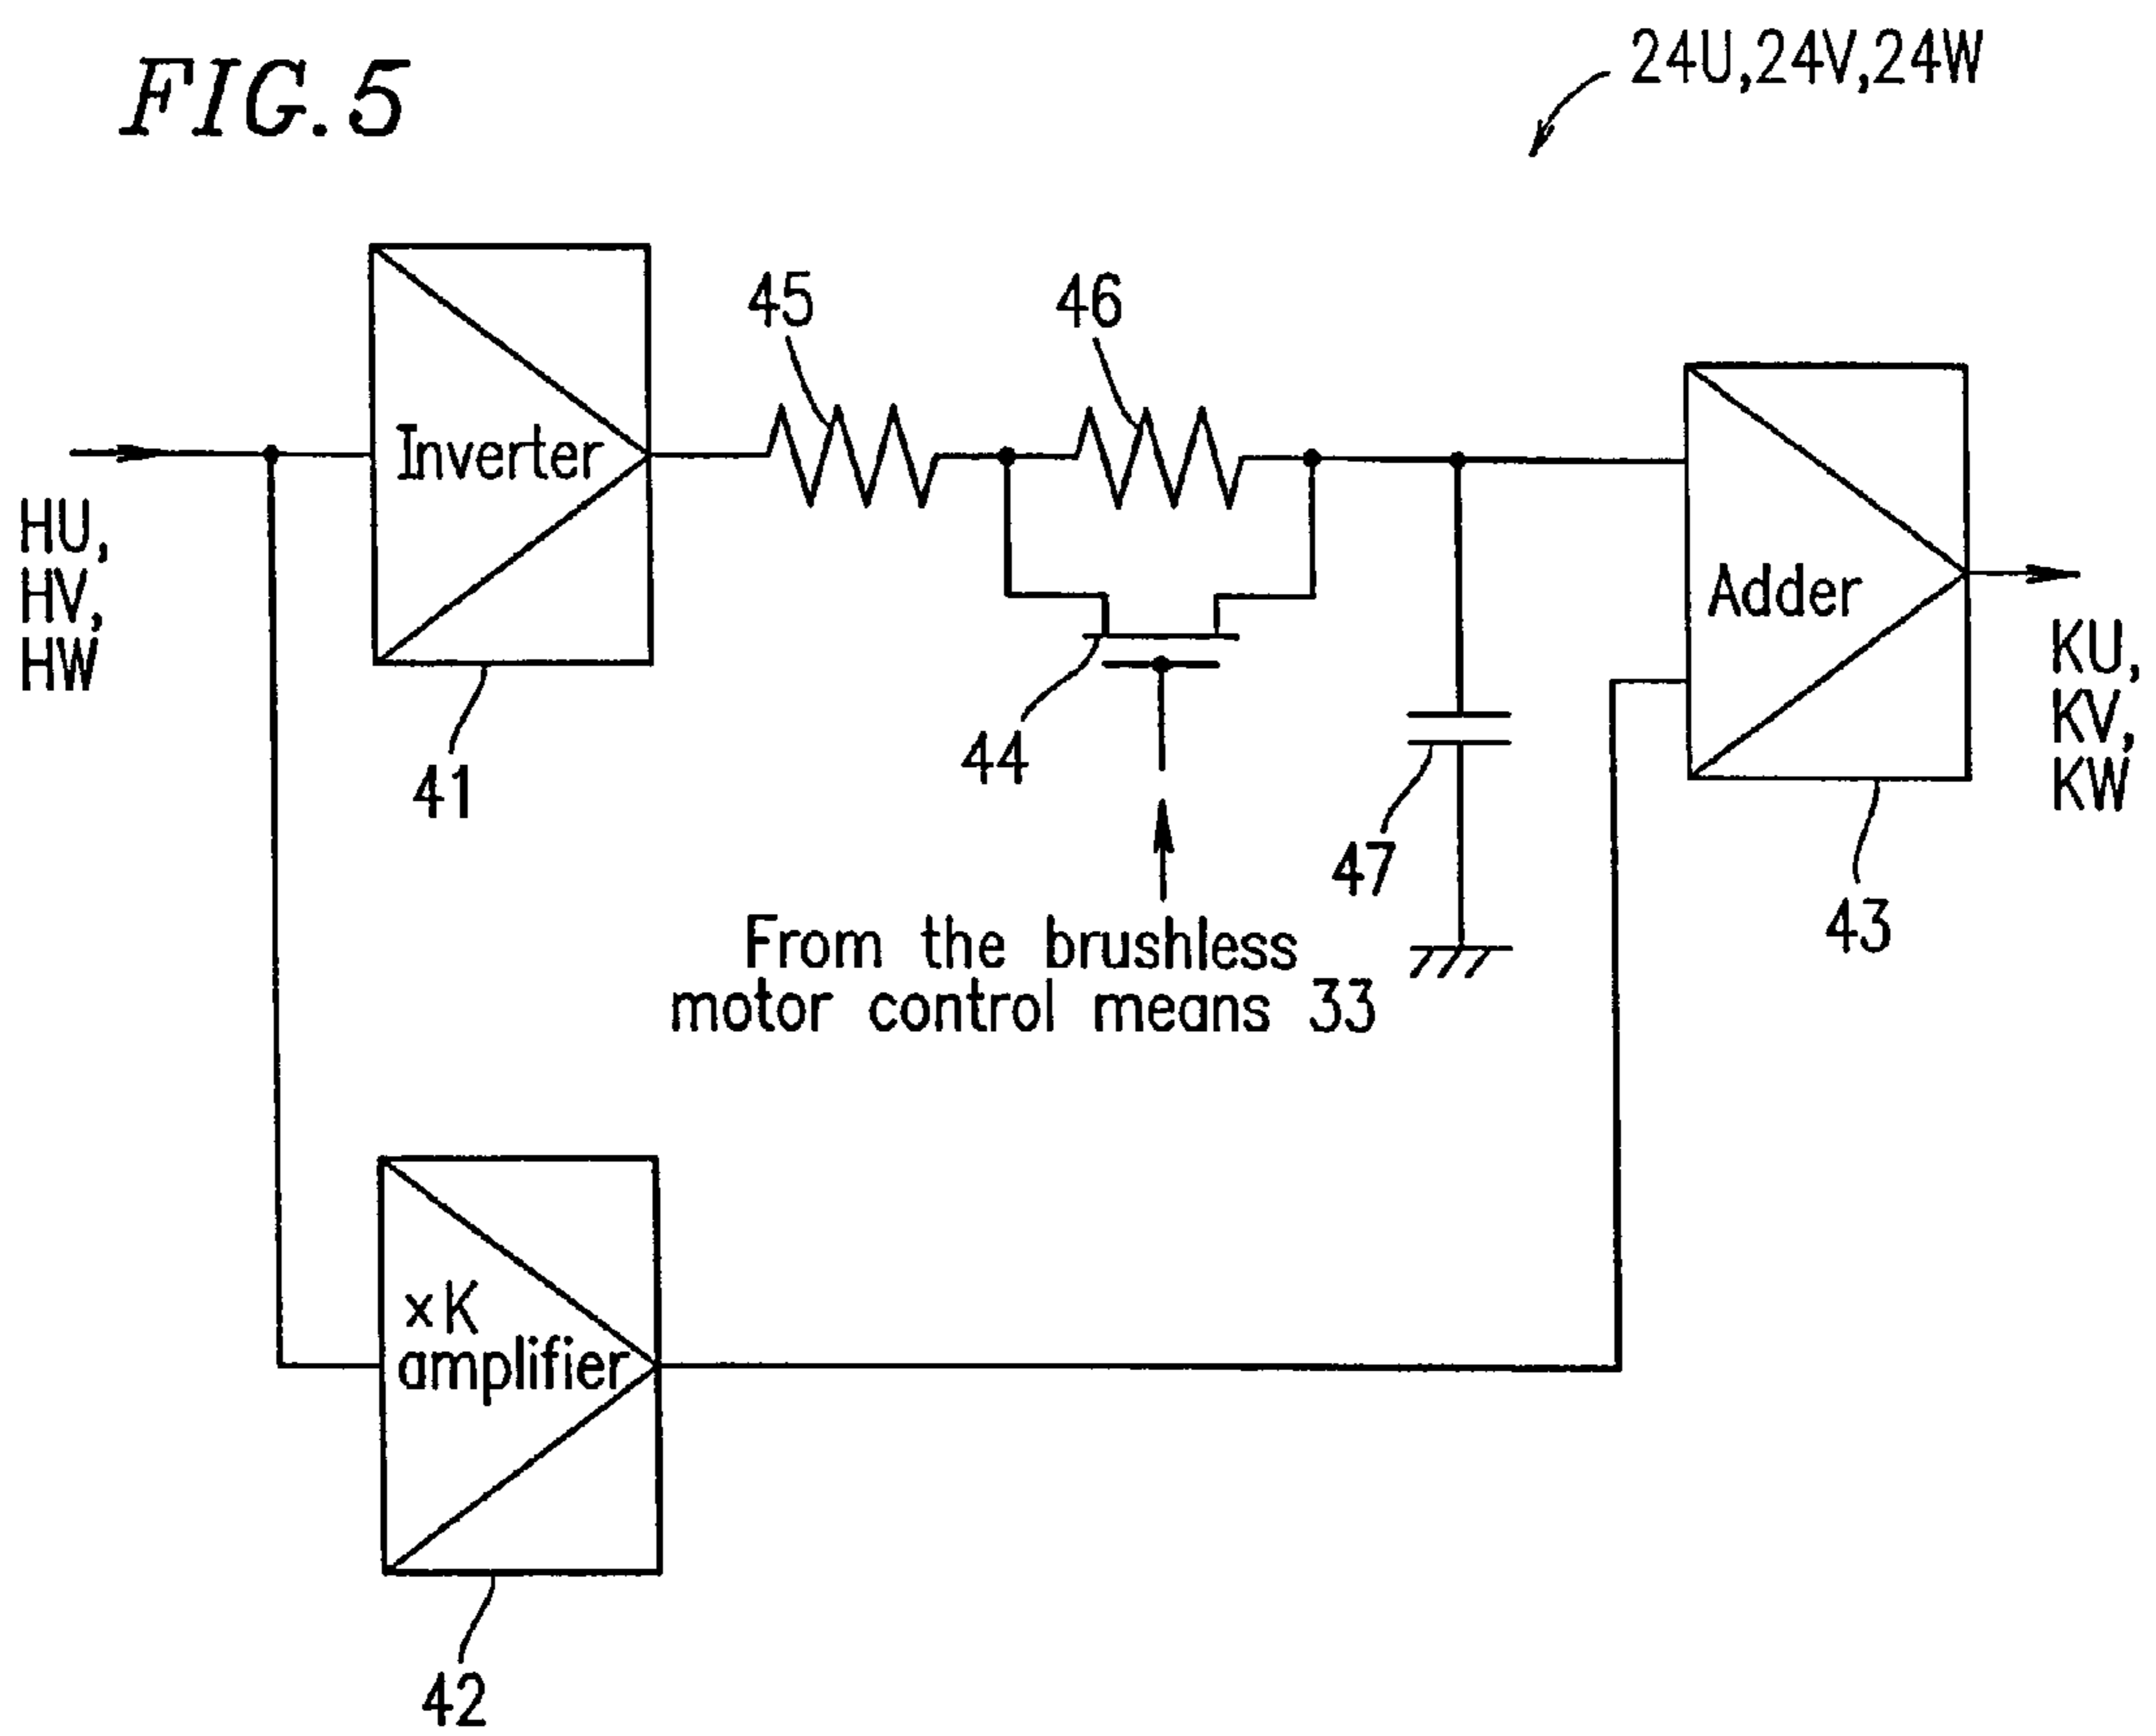 FIG.5
24U,24V,24W
45
46
Inverter
HU,
HV,
HW
Adder
KU,
KV,
KW
44
41
47
43
From the brushless
motor control means 33
xK
amplifier
42